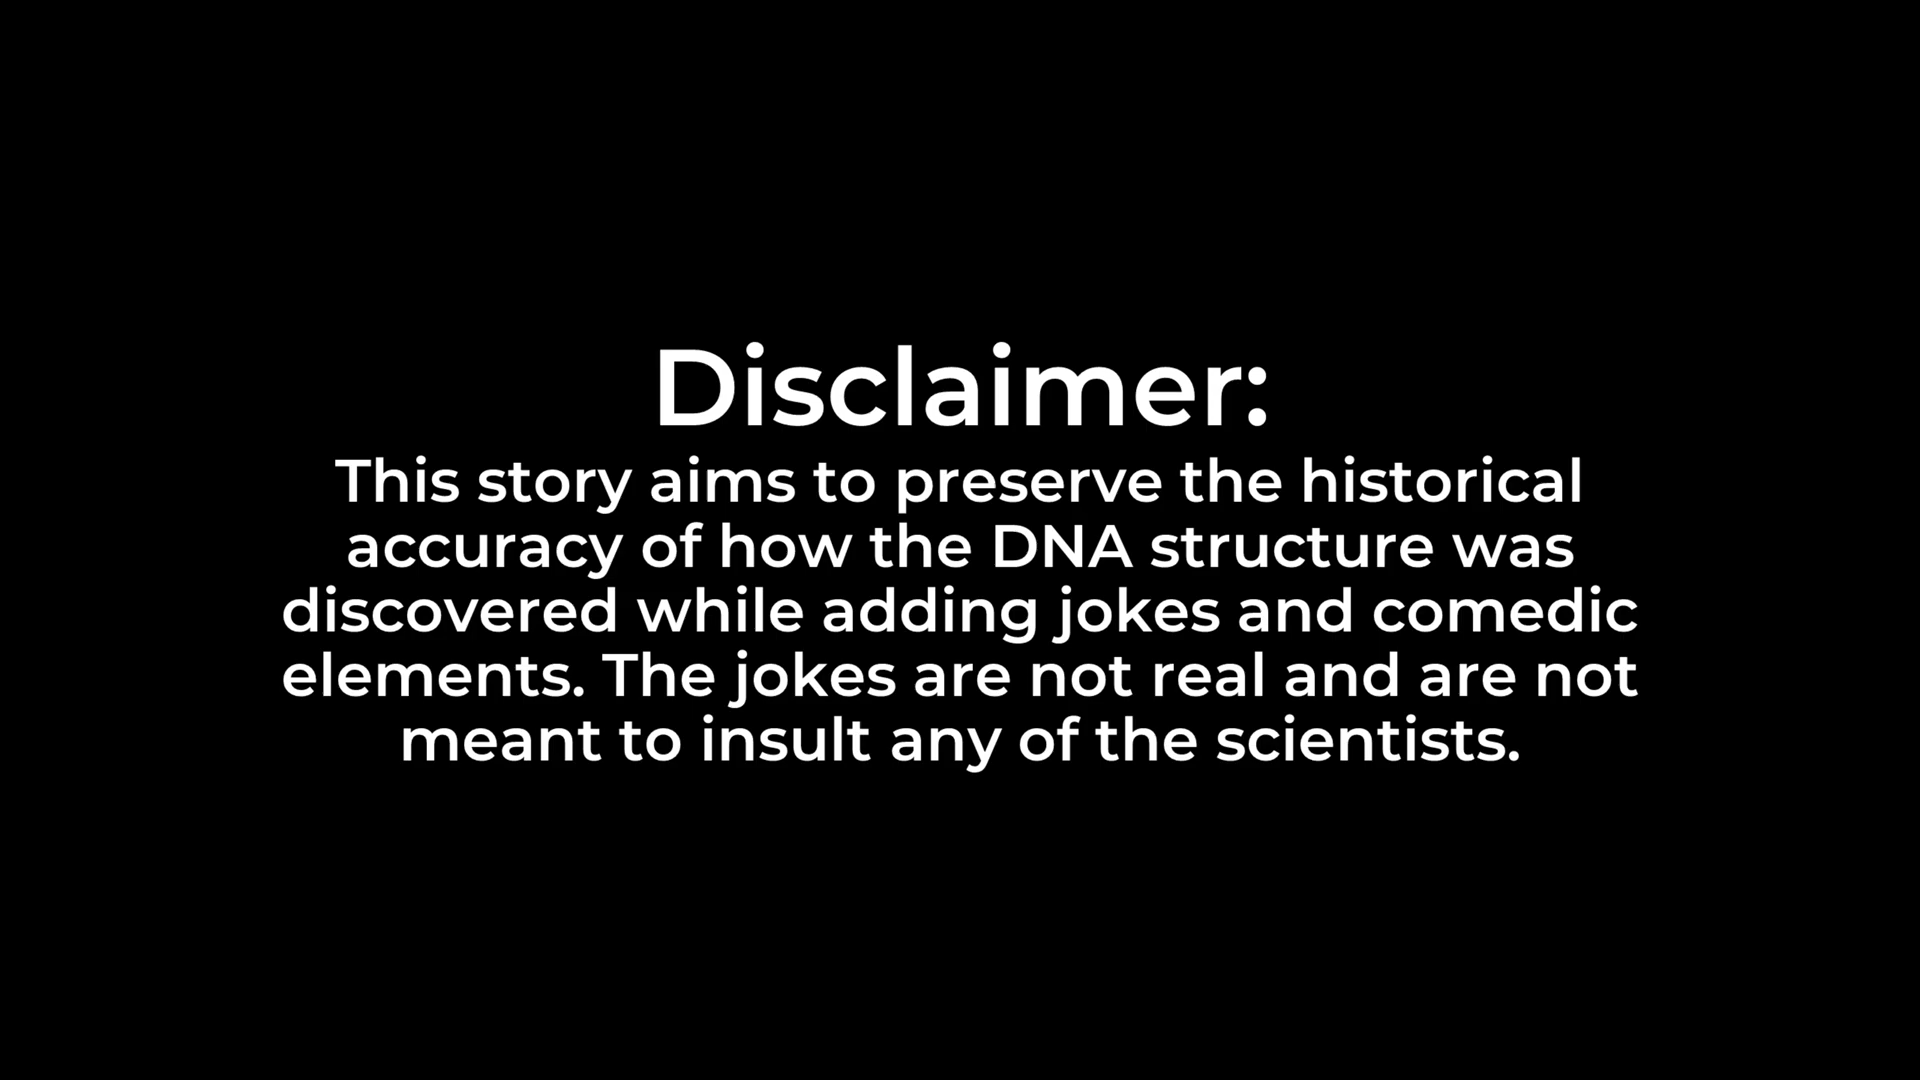 Disclaimer:
This story aims to preserve the historical
accuracy of how the DNA structure was
discovered while adding jokes and comedic
elements. The jokes are not real and are not
meant to insult any of the scientists.